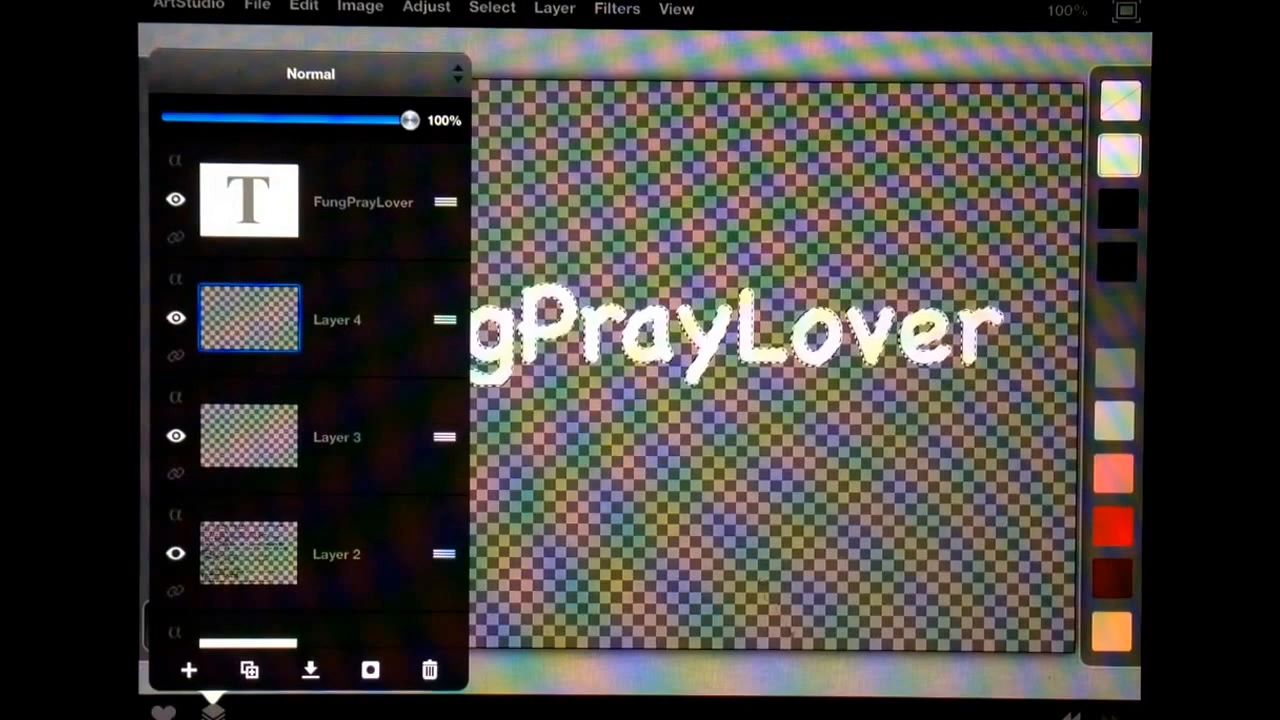 ArtStudio File Edit Image Adjust Select Layer Filters View 100%
Normal
100%
α
T FungPrayLover
α
Layer 4
gPrayLover
α
Layer 3
α
Layer 2
α